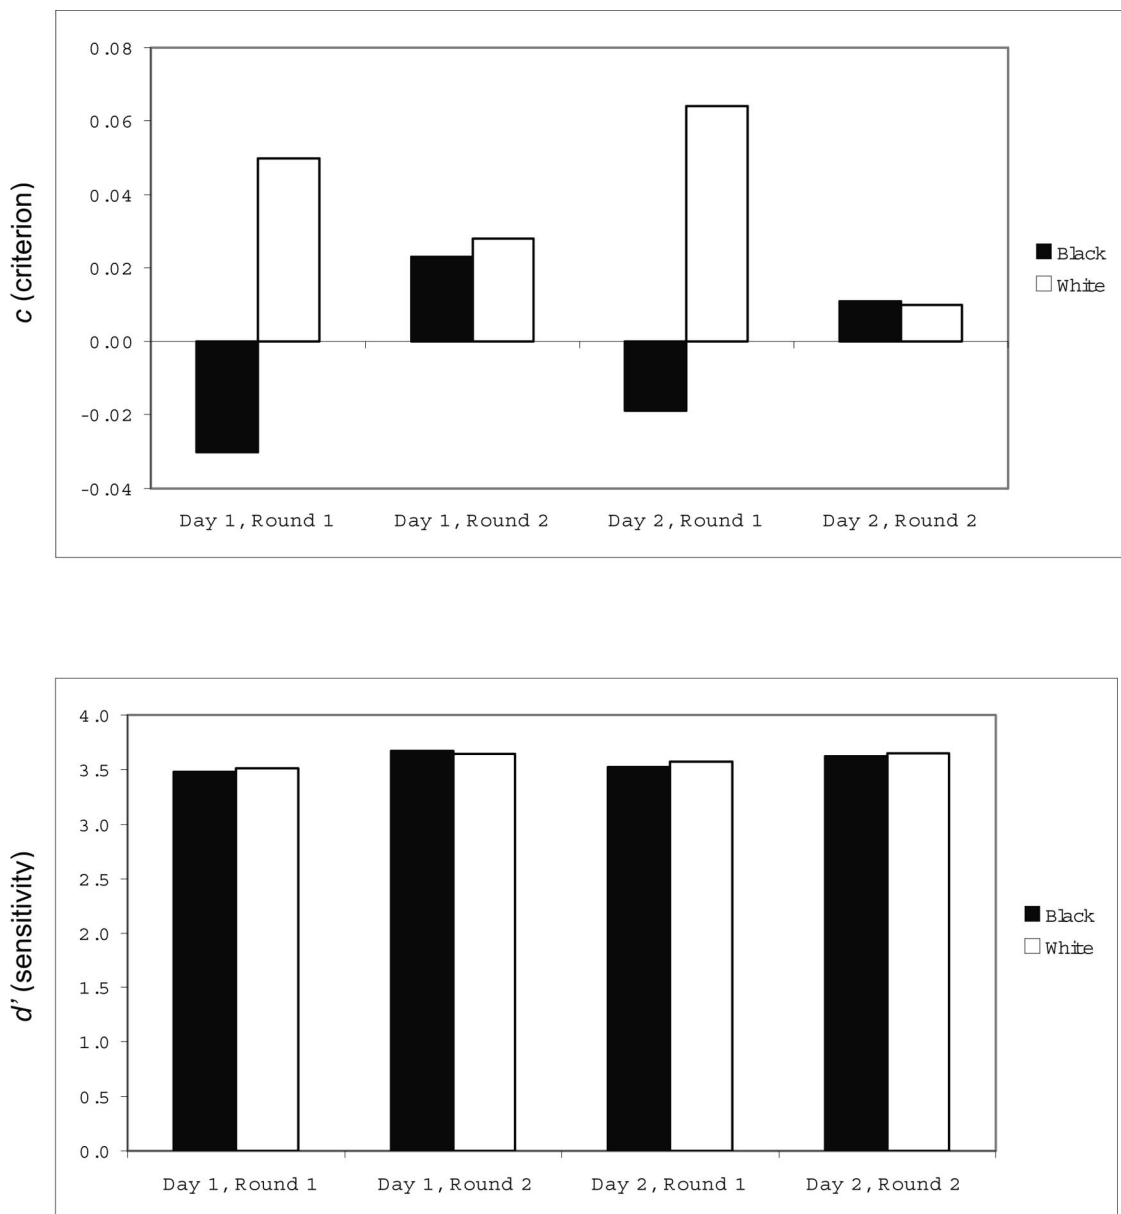 0.08
0.06
0.04
0.02
0.00
-0.02
-0.04
c (criterion)
Day 1, Round 1
Day 1, Round 2
Day 2, Round 1
Day 2, Round 2
Black
White
4.0
3.5
3.0
2.5
2.0
1.5
1.0
0.5
0.0
d' (sensitivity)
Day 1, Round 1
Day 1, Round 2
Day 2, Round 1
Day 2, Round 2
Black
White